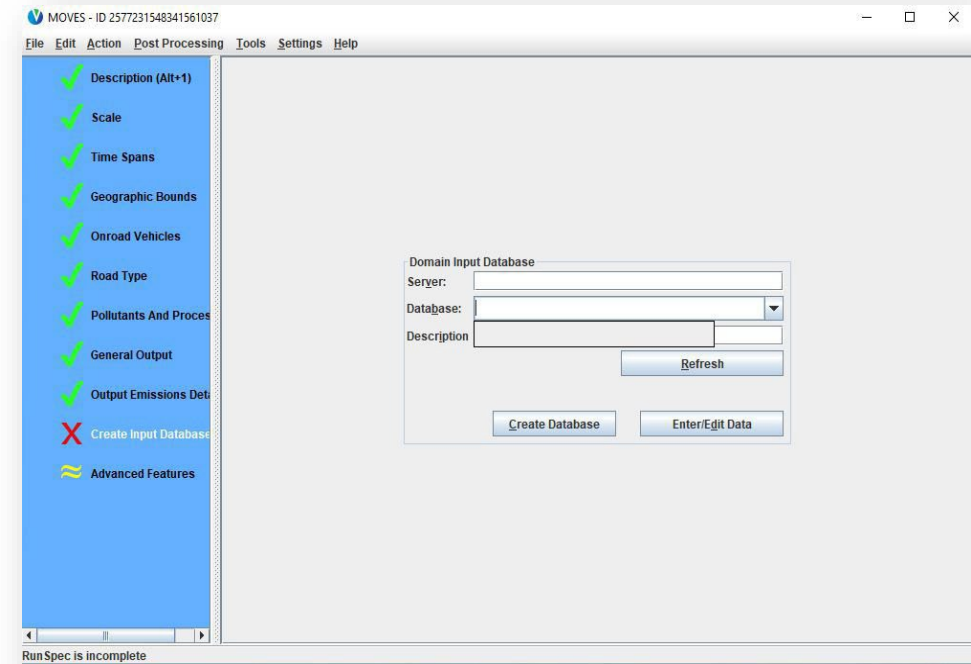 MOVES - ID 2577231548341561037
File Edit Action Post Processing Tools Settings Help
Description (Alt+1)
Scale
Time Spans
Geographic Bounds
Onroad Vehicles
Road Type
Pollutants And Proces
General Output
Output Emissions Deta
Create Input Database
Advanced Features
Domain Input Database
Server:
Database:
Description
Refresh
Create Database Enter/Edit Data
RunSpec is incomplete